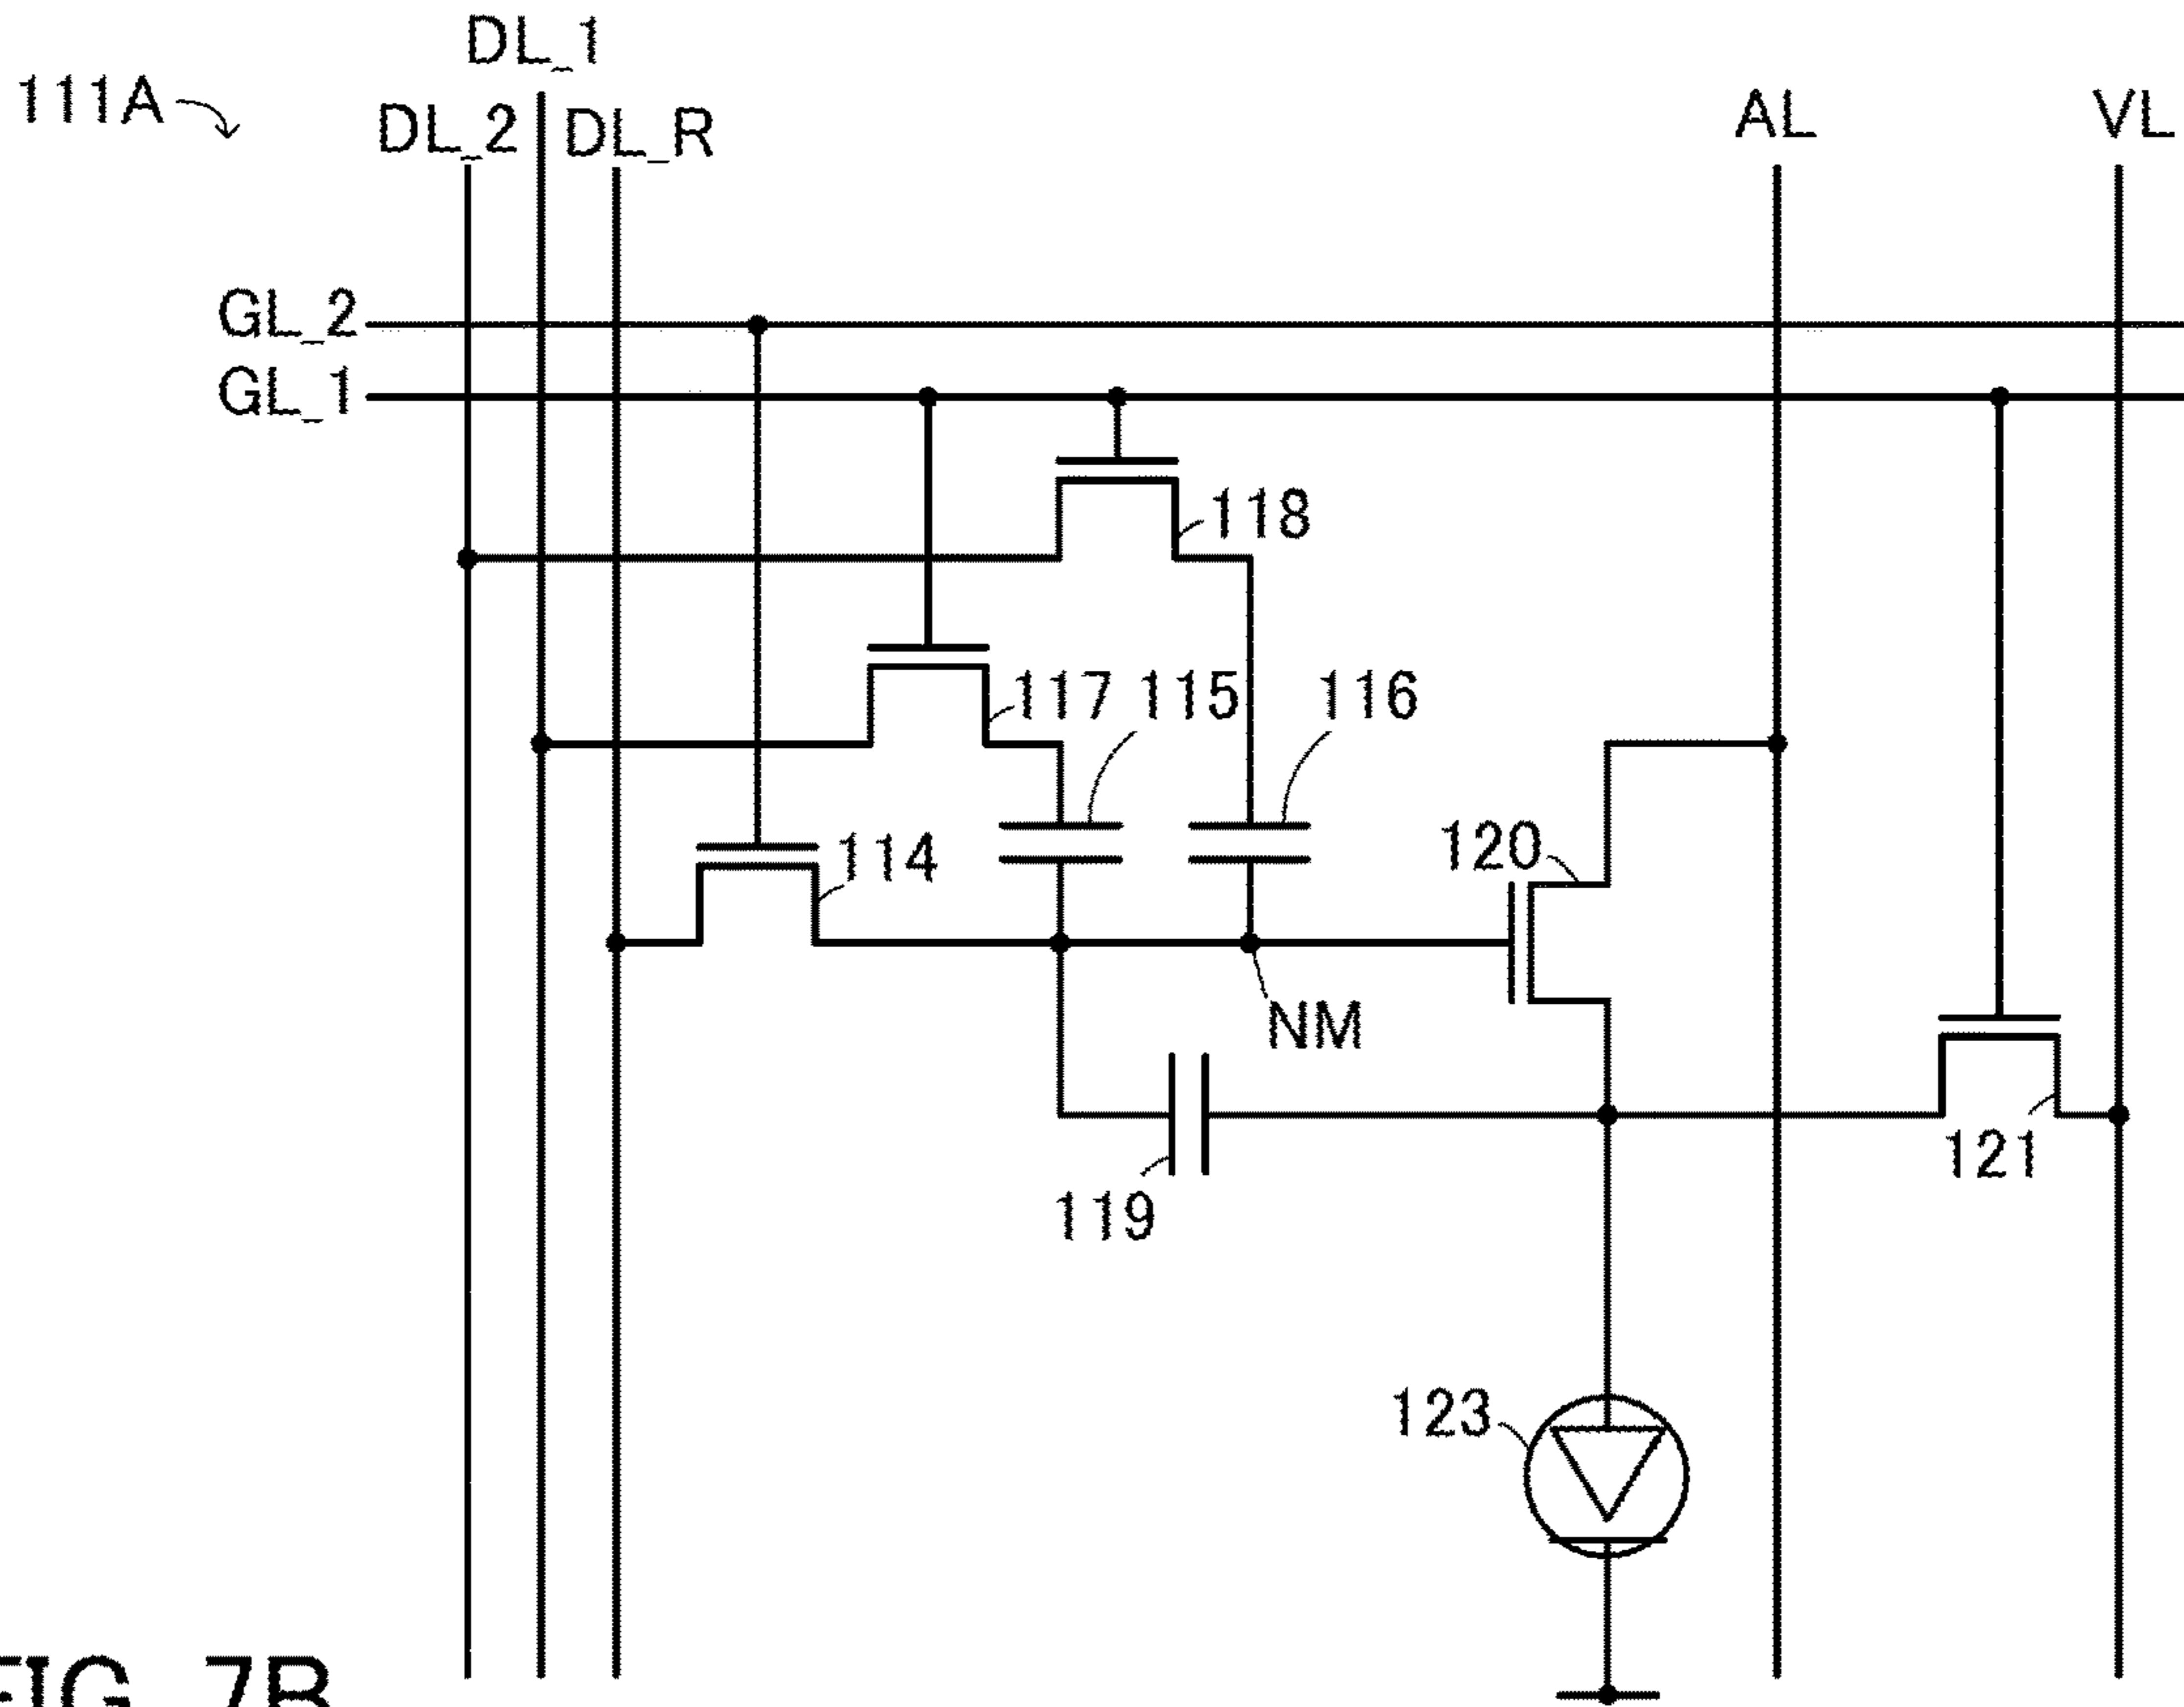 DL_1
111A
DL_2
DL_R
AL
VL
GL_2
GL_1
118
117
115
116
114
120
NM
121
119
123
FIG. 7B